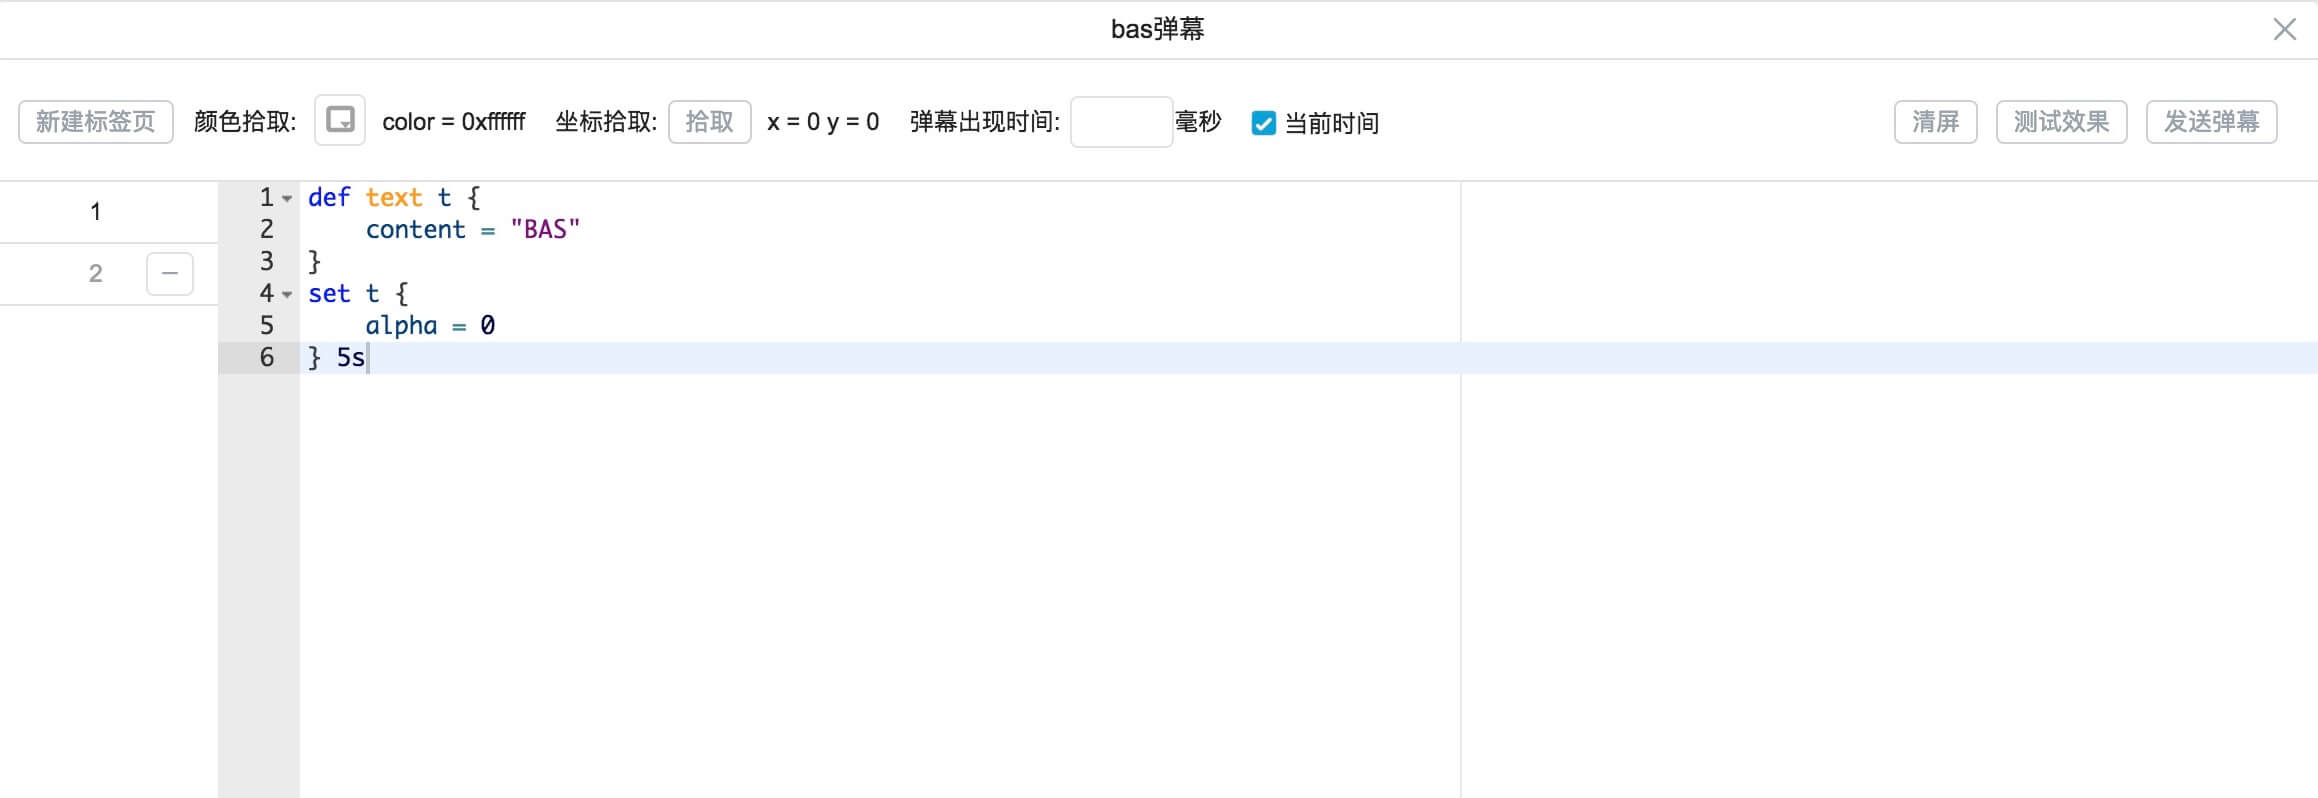 bas弹幕
新建标签页 颜色拾取: color = 0xffffff 坐标拾取: 拾取 x = 0 y = 0 弹幕出现时间: 毫秒 当前时间 清屏 测试效果 发送弹幕
1
2
1 def text t {
2     content = "BAS"
3 }
4 set t {
5     alpha = 0
6 } 5s